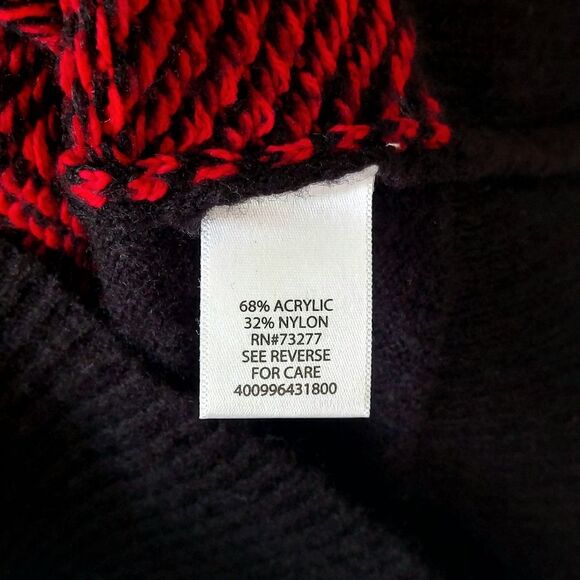 68% ACRYLIC
32% NYLON
RN#73277
SEE REVERSE
FOR CARE
400996431800